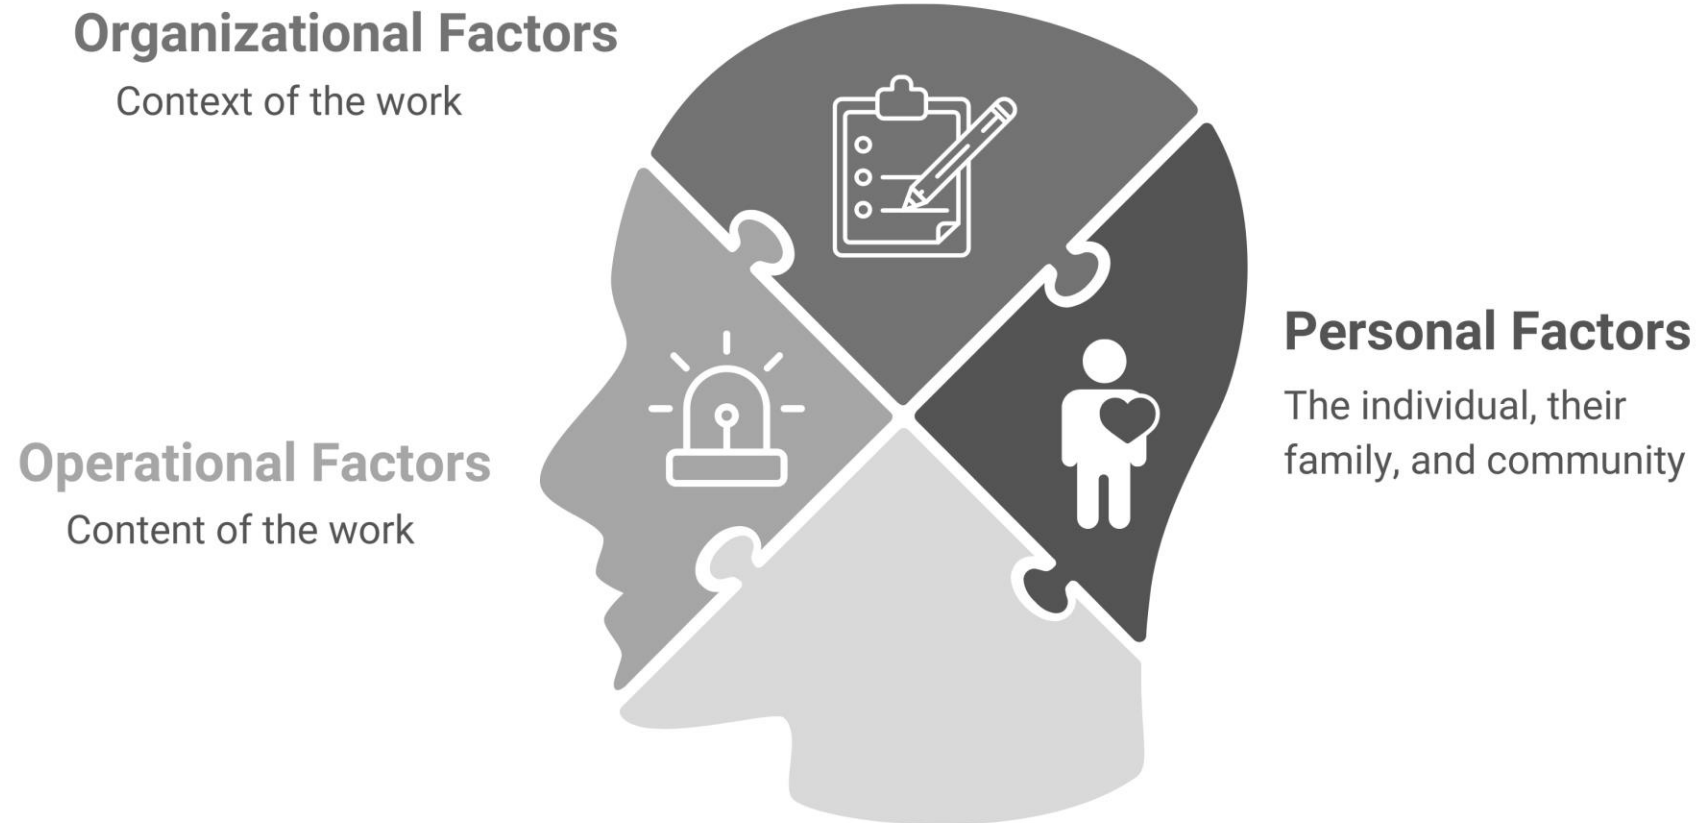 Organizational Factors
Context of the work
Personal Factors
The individual, their
family, and community
Operational Factors
Content of the work